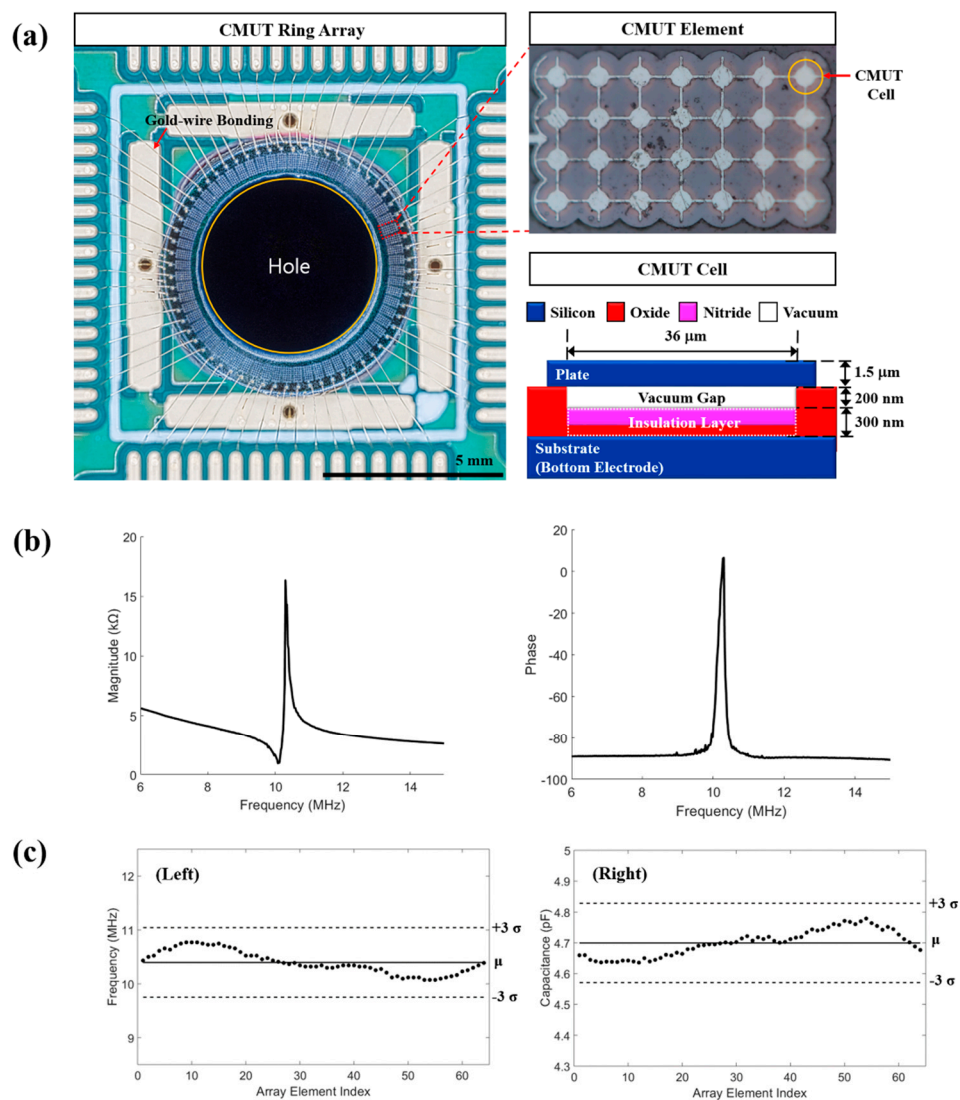 (a)
CMUT Ring Array
Gold-wire Bonding
Hole
5 mm
CMUT Element
CMUT
Cell
CMUT Cell
Silicon
Oxide
Nitride
Vacuum
36 μm
Plate
1.5 μm
Vacuum Gap
200 nm
Insulation Layer
300 nm
Substrate
(Bottom Electrode)
(b)
20
15
10
5
0
Magnitude (kΩ)
6
8
10
12
14
Frequency (MHz)
20
0
-20
-40
-60
-80
-100
Phase
6
8
10
12
14
Frequency (MHz)
(c)
(Left)
12
11
10
9
Frequency (MHz)
+3 σ
μ
-3 σ
0
10
20
30
40
50
60
Array Element Index
(Right)
5
4.9
4.8
4.7
4.6
4.5
4.4
4.3
Capacitance (pF)
+3 σ
μ
-3 σ
0
10
20
30
40
50
60
Array Element Index